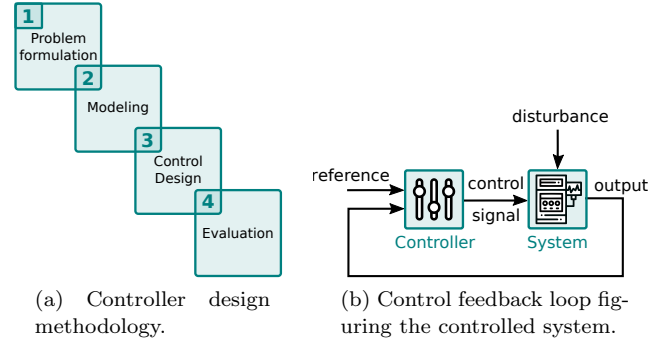 1
Problem
formulation
2
Modeling
3
Control
Design
4
Evaluation
(a) Controller design
methodology.
disturbance
reference
control
signal
output
Controller
System
(b) Control feedback loop fig-
uring the controlled system.